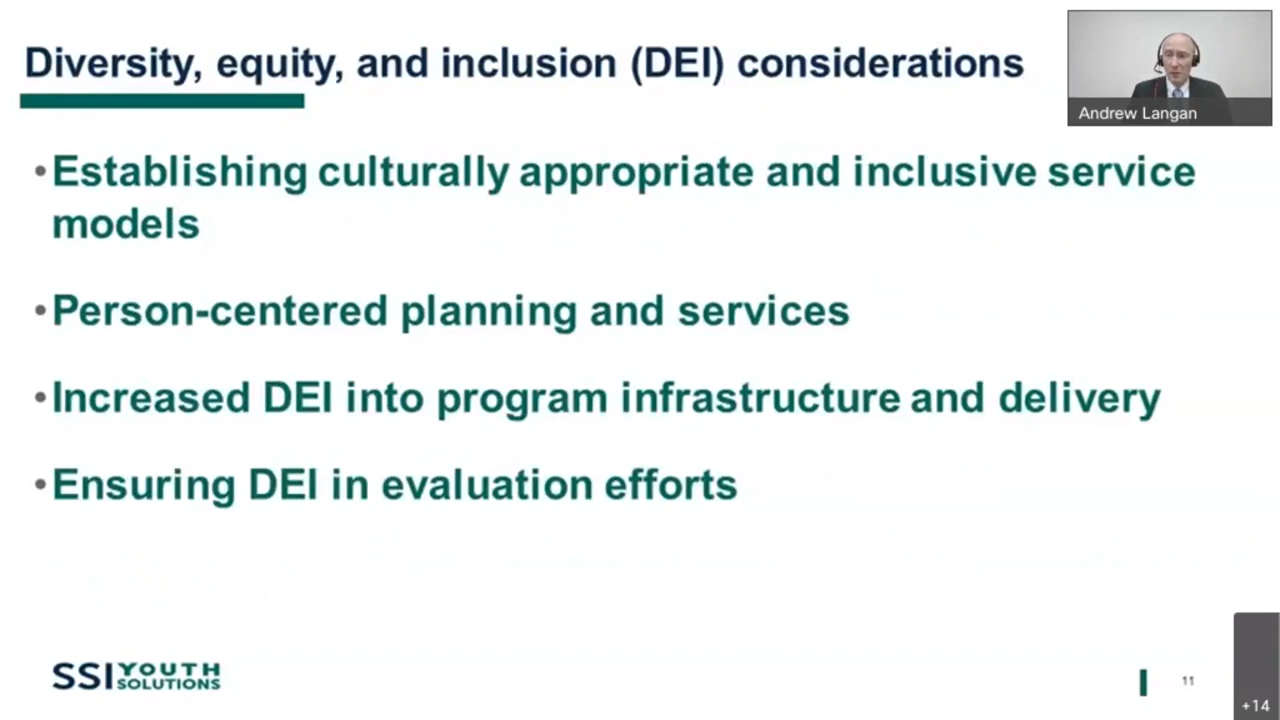 Diversity, equity, and inclusion (DEI) considerations
Andrew Langan
•Establishing culturally appropriate and inclusive service
models
•Person-centered planning and services
•Increased DEI into program infrastructure and delivery
•Ensuring DEI in evaluation efforts
SSI YOUTH
SOLUTIONS
11
+14